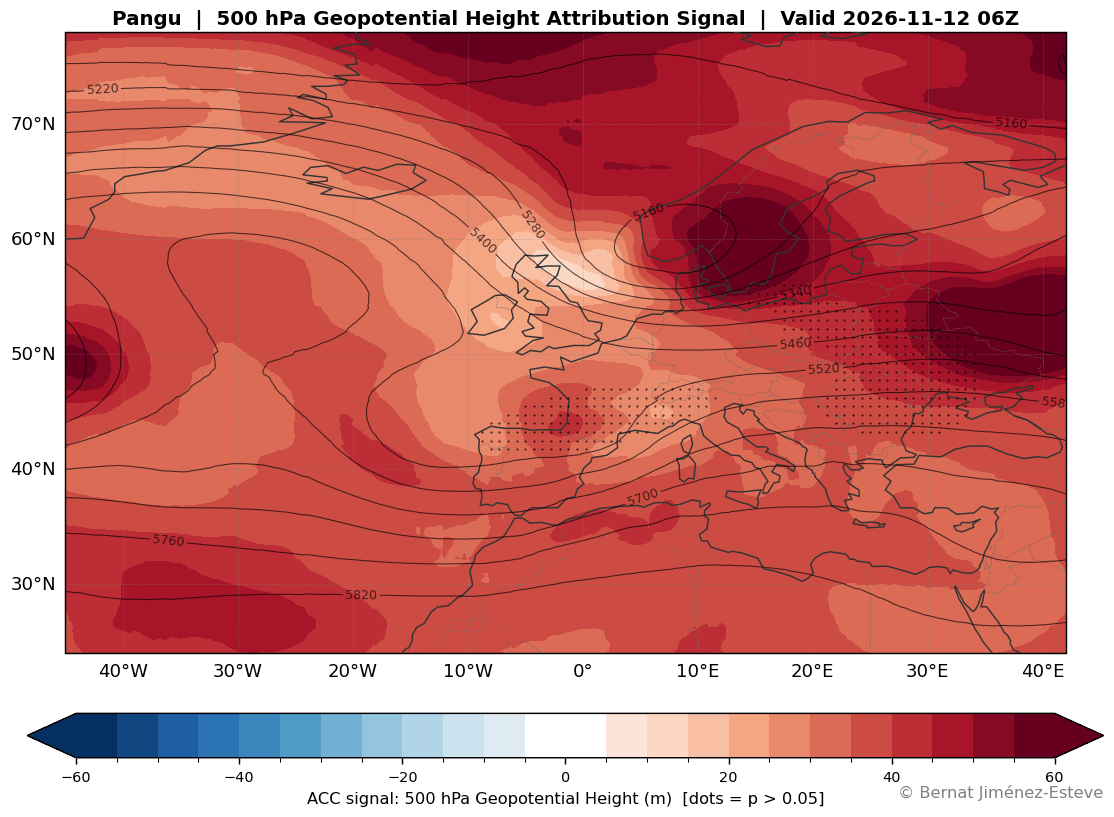 Pangu | 500 hPa Geopotential Height Attribution Signal | Valid 2026-11-12 06Z
5220
70°N
5160
5160
60°N
5280
5400
5340
50°N
5460
5520
558
40°N
5700
5760
30°N
5820
40°W 30°W 20°W 10°W 0° 10°E 20°E 30°E 40°E
−60 −40 −20 0 20 40 60
ACC signal: 500 hPa Geopotential Height (m) [dots = p > 0.05]
© Bernat Jiménez-Esteve